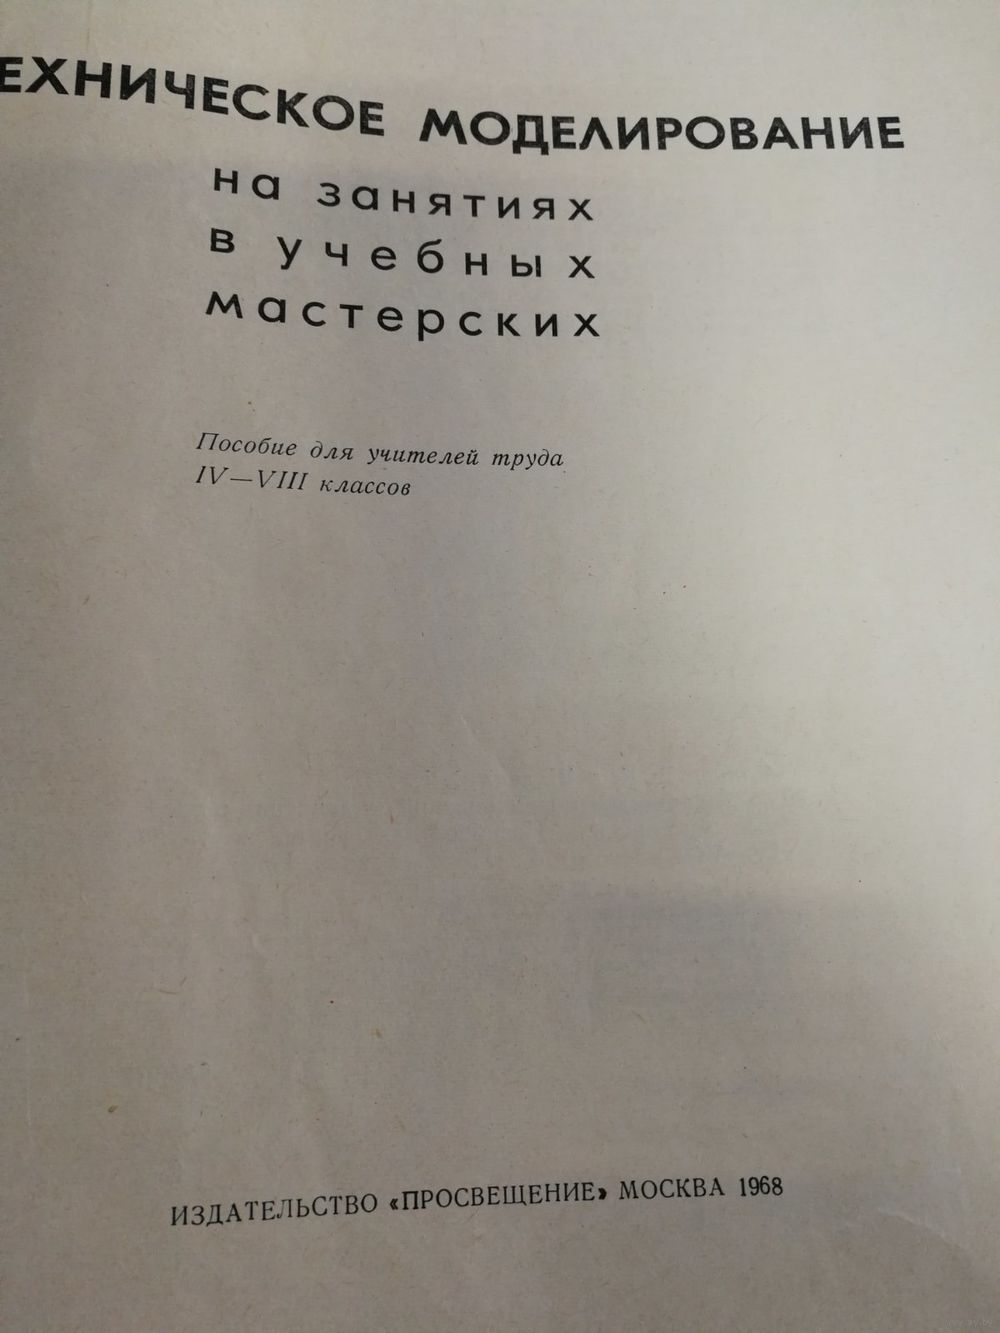 ЕХНИЧЕСКОЕ МОДЕЛИРОВАНИЕ
на занятиях
в учебных
мастерских
Пособие для учителей труда
IV—VIII классов
ИЗДАТЕЛЬСТВО «ПРОСВЕЩЕНИЕ» МОСКВА 1968